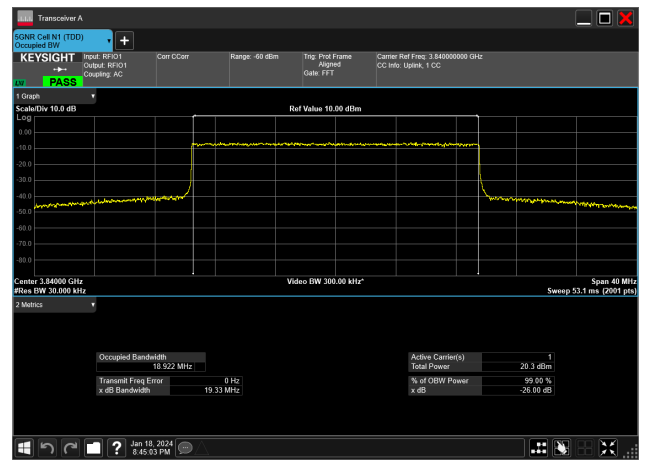 Transceiver A
5GNR Cell N1 (TDD)
Occupied BW
KEYSIGHT Input: RFIO1 Corr CCorr Range: -60 dBm Trig: Prot Frame Carrier Ref Freq: 3.840000000 GHz
Output: RFIO1 Aligned CC Info: Uplink, 1 CC
Coupling: AC Gate: FFT
LXI PASS
1 Graph
Scale/Div 10.0 dB Ref Value 10.00 dBm
Log
0.00
-10.0
-20.0
-30.0
-40.0
-50.0
-60.0
-70.0
-80.0
Center 3.84000 GHz Video BW 300.00 kHz* Span 40 MHz
#Res BW 30.000 kHz Sweep 53.1 ms (2001 pts)
2 Metrics
Occupied Bandwidth Active Carrier(s) 1
18.922 MHz Total Power 20.3 dBm
Transmit Freq Error 0 Hz % of OBW Power 99.00 %
x dB Bandwidth 19.33 MHz x dB -26.00 dB
Jan 18, 2024
8:45:03 PM